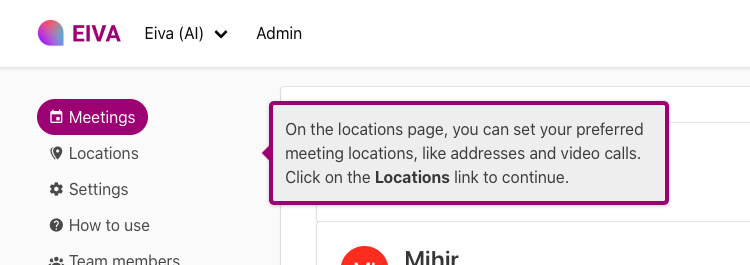 EIVA
Eiva (AI)
Admin
Meetings
Locations
Settings
How to use
Team members
On the locations page, you can set your preferred
meeting locations, like addresses and video calls.
Click on the Locations link to continue.
Mihir